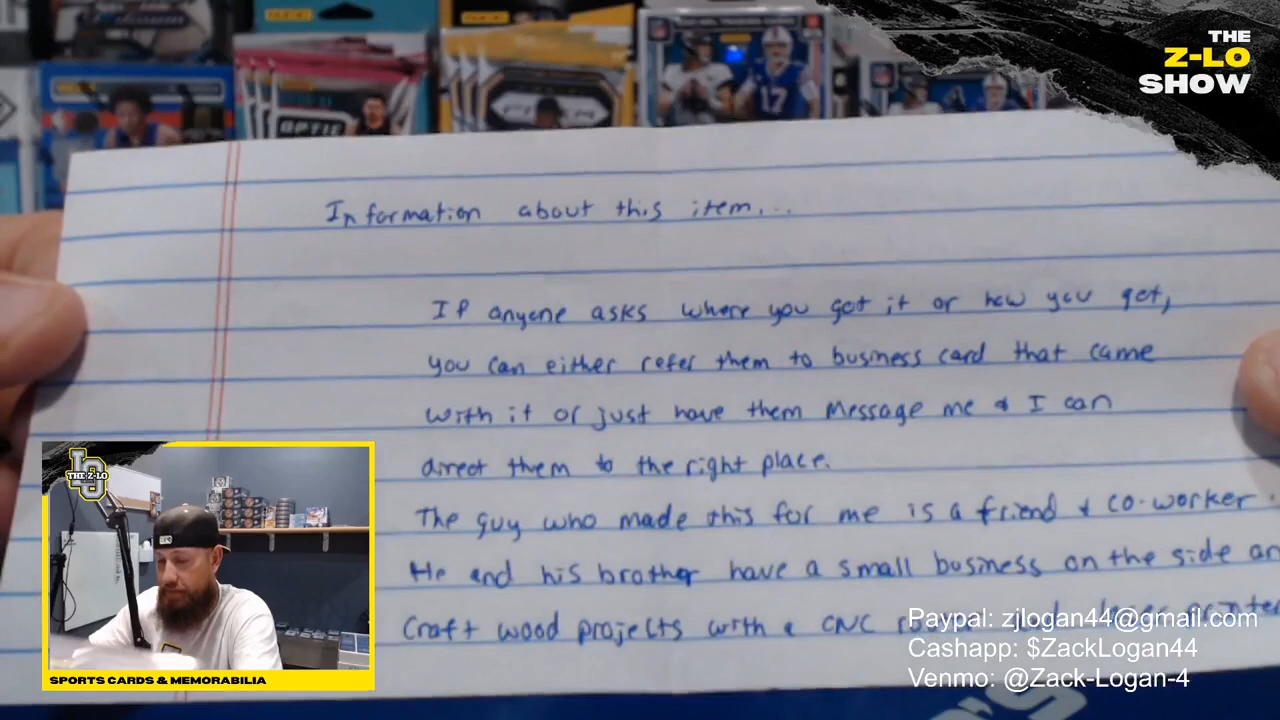 THE
Z-LO
SHOW
OPTIC
17
Information about this item...
If anyone asks where you got it or how you get,
you can either refer them to business card that came
with it or just have them message me & I can
direct them to the right place.
The guy who made this for me is a friend & co-worker.
He and his brother have a small business on the side an
Craft wood projects with a CNC
Paypal: zjlogan44@gmail.com
Cashapp: $ZackLogan44
Venmo: @Zack-Logan-4
THE Z-LO
SPORTS CARDS & MEMORABILIA